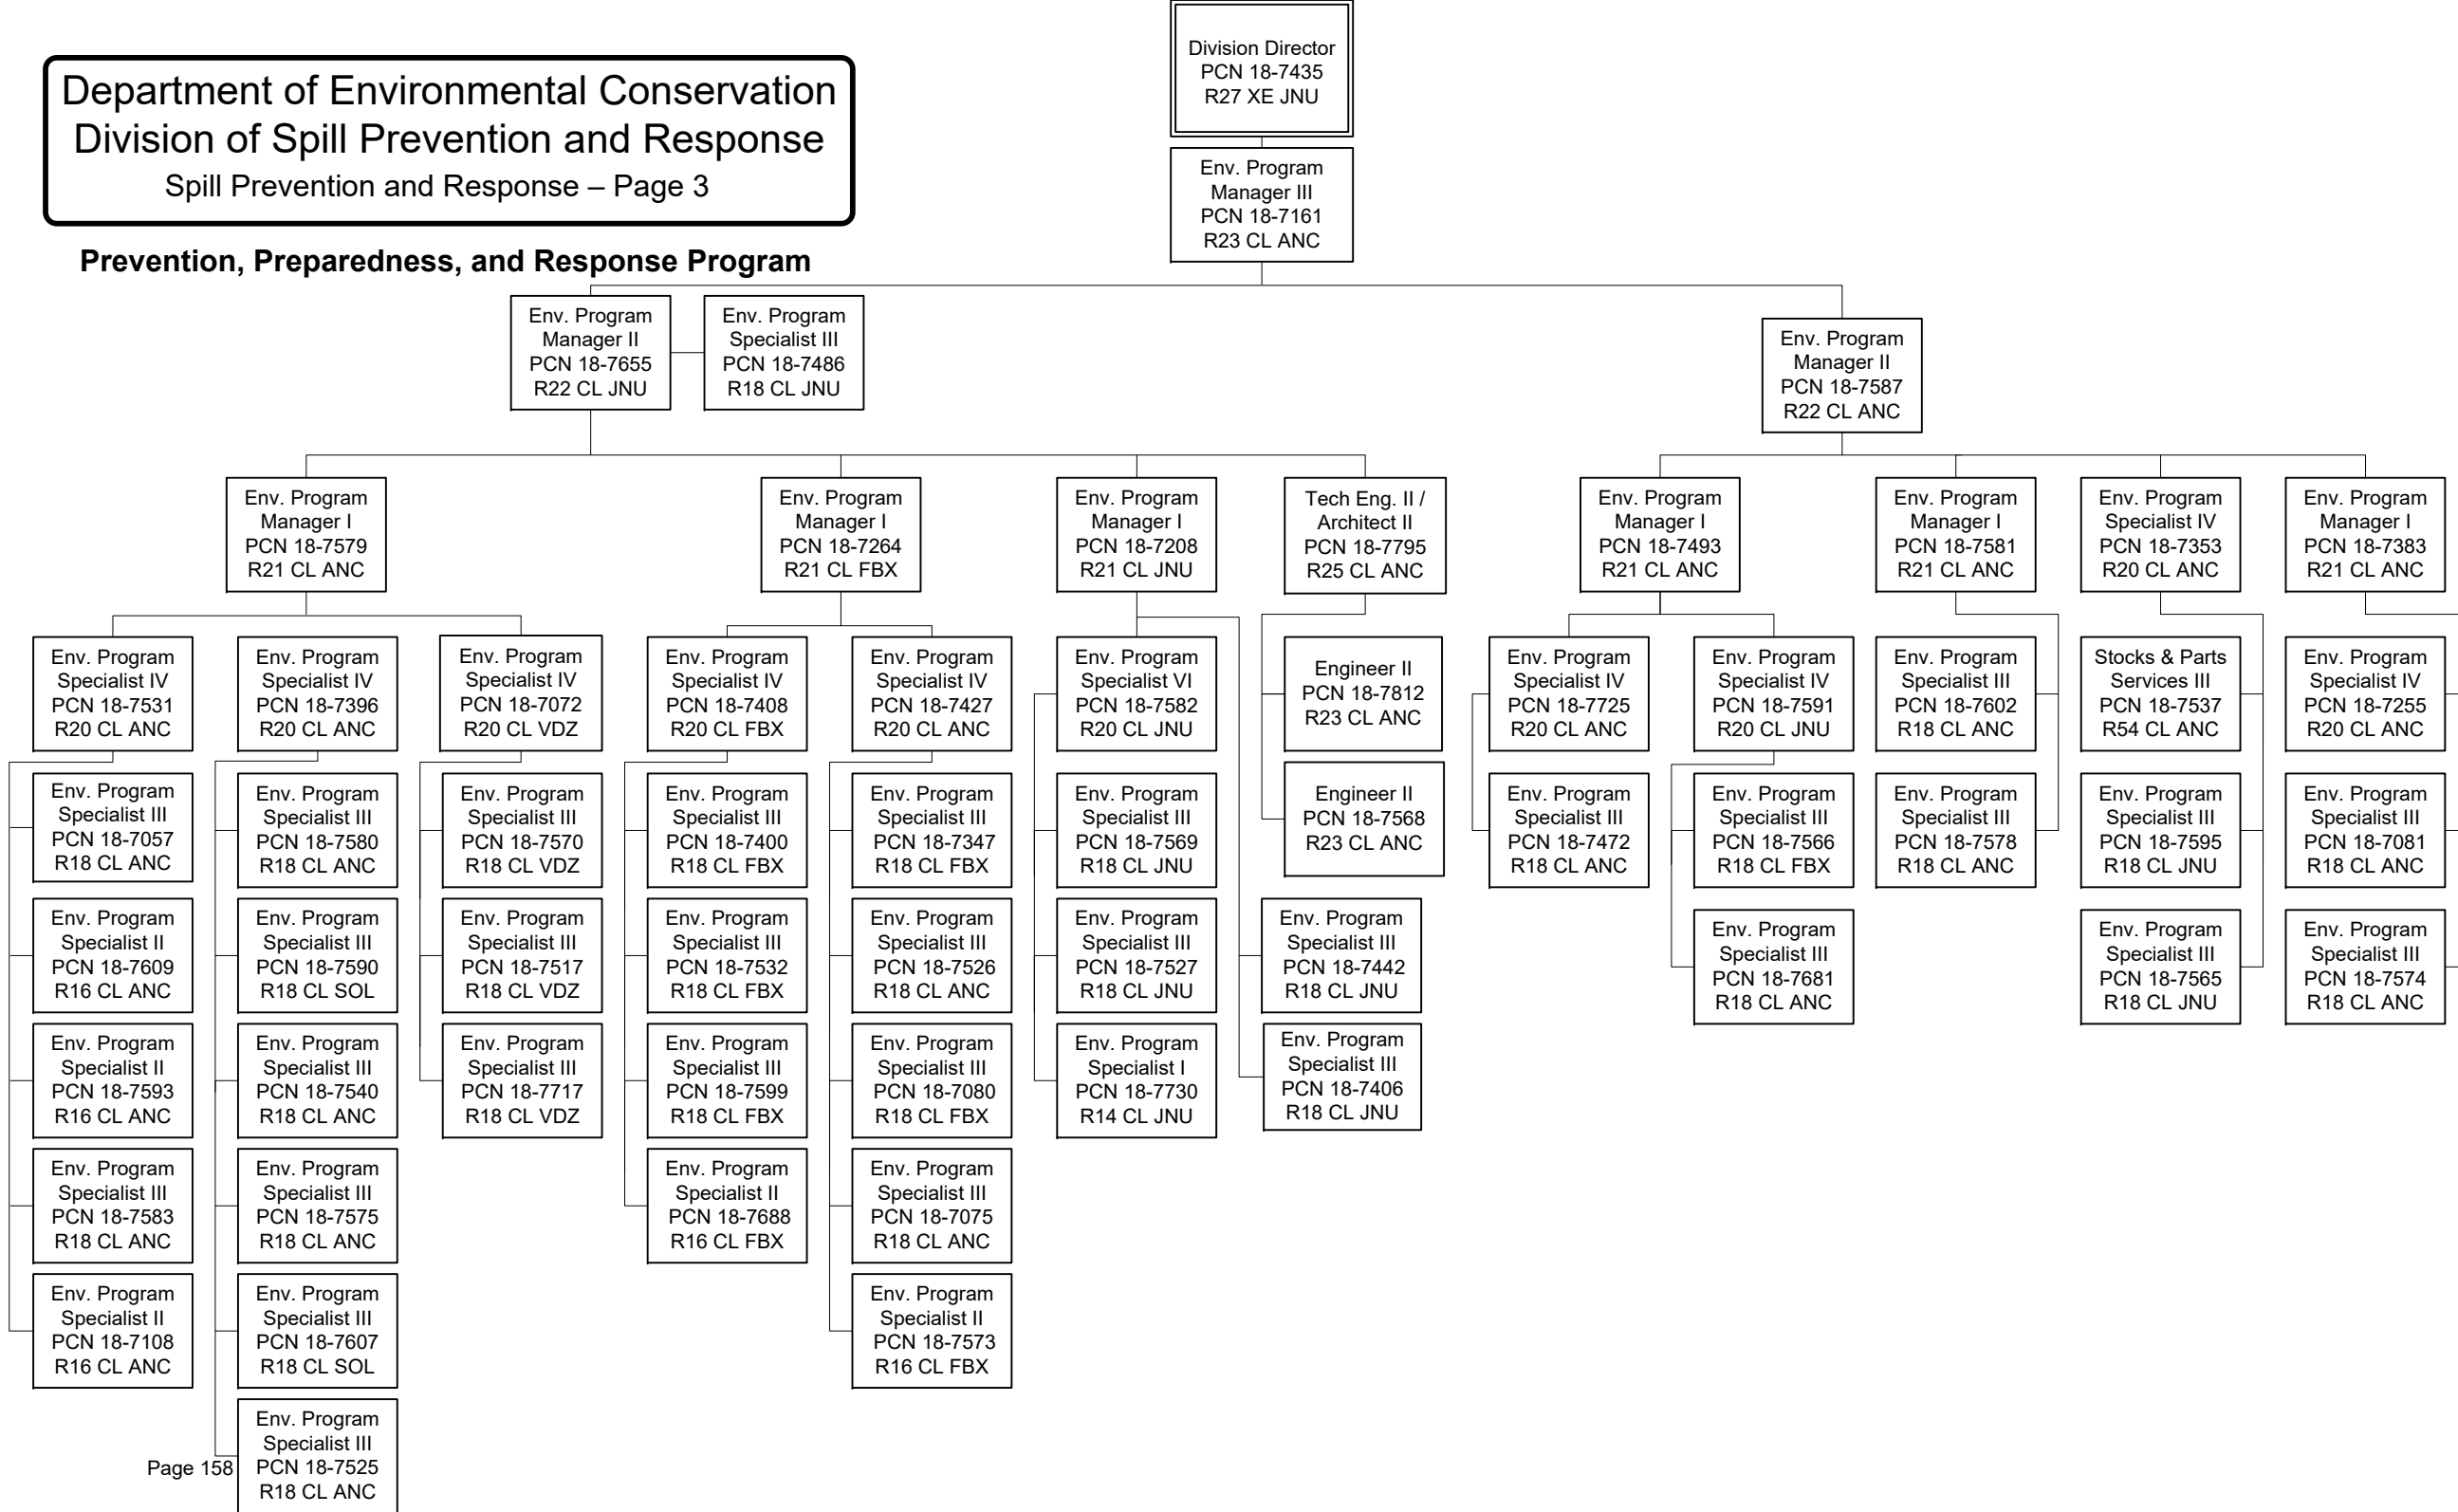 Department of Environmental Conservation
Division of Spill Prevention and Response
Spill Prevention and Response – Page 3
Prevention, Preparedness, and Response Program
Division Director
PCN 18-7435
R27 XE JNU
Env. Program
Manager III
PCN 18-7161
R23 CL ANC
Env. Program
Manager II
PCN 18-7655
R22 CL JNU
Env. Program
Specialist III
PCN 18-7486
R18 CL JNU
Env. Program
Manager II
PCN 18-7587
R22 CL ANC
Env. Program
Manager I
PCN 18-7579
R21 CL ANC
Env. Program
Manager I
PCN 18-7264
R21 CL FBX
Env. Program
Manager I
PCN 18-7208
R21 CL JNU
Tech Eng. II /
Architect II
PCN 18-7795
R25 CL ANC
Env. Program
Manager I
PCN 18-7493
R21 CL ANC
Env. Program
Manager I
PCN 18-7581
R21 CL ANC
Env. Program
Specialist IV
PCN 18-7353
R20 CL ANC
Env. Program
Manager I
PCN 18-7383
R21 CL ANC
Env. Program
Specialist IV
PCN 18-7531
R20 CL ANC
Env. Program
Specialist IV
PCN 18-7396
R20 CL ANC
Env. Program
Specialist IV
PCN 18-7072
R20 CL VDZ
Env. Program
Specialist IV
PCN 18-7408
R20 CL FBX
Env. Program
Specialist IV
PCN 18-7427
R20 CL ANC
Env. Program
Specialist VI
PCN 18-7582
R20 CL JNU
Engineer II
PCN 18-7812
R23 CL ANC
Env. Program
Specialist IV
PCN 18-7725
R20 CL ANC
Env. Program
Specialist IV
PCN 18-7591
R20 CL JNU
Env. Program
Specialist III
PCN 18-7602
R18 CL ANC
Stocks & Parts
Services III
PCN 18-7537
R54 CL ANC
Env. Program
Specialist IV
PCN 18-7255
R20 CL ANC
Env. Program
Specialist III
PCN 18-7057
R18 CL ANC
Env. Program
Specialist III
PCN 18-7580
R18 CL ANC
Env. Program
Specialist III
PCN 18-7570
R18 CL VDZ
Env. Program
Specialist III
PCN 18-7400
R18 CL FBX
Env. Program
Specialist III
PCN 18-7347
R18 CL FBX
Env. Program
Specialist III
PCN 18-7569
R18 CL JNU
Engineer II
PCN 18-7568
R23 CL ANC
Env. Program
Specialist III
PCN 18-7472
R18 CL ANC
Env. Program
Specialist III
PCN 18-7566
R18 CL FBX
Env. Program
Specialist III
PCN 18-7578
R18 CL ANC
Env. Program
Specialist III
PCN 18-7595
R18 CL JNU
Env. Program
Specialist III
PCN 18-7081
R18 CL ANC
Env. Program
Specialist II
PCN 18-7609
R16 CL ANC
Env. Program
Specialist III
PCN 18-7590
R18 CL SOL
Env. Program
Specialist III
PCN 18-7517
R18 CL VDZ
Env. Program
Specialist III
PCN 18-7532
R18 CL FBX
Env. Program
Specialist III
PCN 18-7526
R18 CL ANC
Env. Program
Specialist III
PCN 18-7527
R18 CL JNU
Env. Program
Specialist III
PCN 18-7442
R18 CL JNU
Env. Program
Specialist III
PCN 18-7681
R18 CL ANC
Env. Program
Specialist III
PCN 18-7565
R18 CL JNU
Env. Program
Specialist III
PCN 18-7574
R18 CL ANC
Env. Program
Specialist II
PCN 18-7593
R16 CL ANC
Env. Program
Specialist III
PCN 18-7540
R18 CL ANC
Env. Program
Specialist III
PCN 18-7717
R18 CL VDZ
Env. Program
Specialist III
PCN 18-7599
R18 CL FBX
Env. Program
Specialist III
PCN 18-7080
R18 CL FBX
Env. Program
Specialist I
PCN 18-7730
R14 CL JNU
Env. Program
Specialist III
PCN 18-7406
R18 CL JNU
Env. Program
Specialist III
PCN 18-7583
R18 CL ANC
Env. Program
Specialist III
PCN 18-7575
R18 CL ANC
Env. Program
Specialist II
PCN 18-7688
R16 CL FBX
Env. Program
Specialist III
PCN 18-7075
R18 CL ANC
Env. Program
Specialist II
PCN 18-7108
R16 CL ANC
Env. Program
Specialist III
PCN 18-7607
R18 CL SOL
Env. Program
Specialist II
PCN 18-7573
R16 CL FBX
Env. Program
Specialist III
PCN 18-7525
R18 CL ANC
Page 158